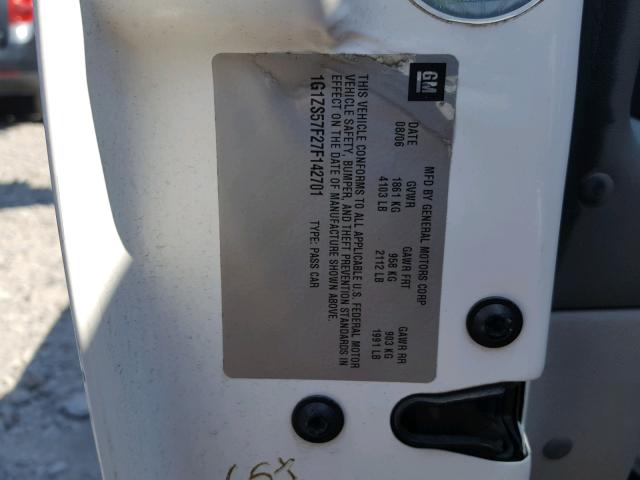 GM
MFD BY GENERAL MOTORS CORP
DATE GVWR GAWR FRT GAWR RR
08/06 1861 KG 958 KG 903 KG
4103 LB 2112 LB 1991 LB
THIS VEHICLE CONFORMS TO ALL APPLICABLE U.S. FEDERAL MOTOR
VEHICLE SAFETY, BUMPER, AND THEFT PREVENTION STANDARDS IN
EFFECT ON THE DATE OF MANUFACTURE SHOWN ABOVE.
1G1ZS57F27F142701 TYPE: PASS CAR